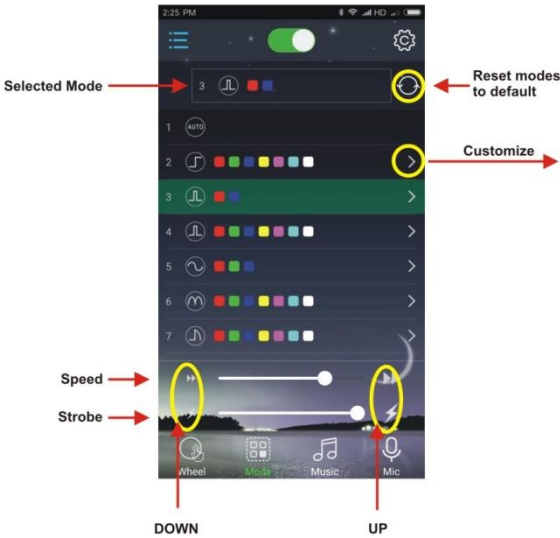 2:25 PM HD
Selected Mode
3
Reset modes
to default
1 AUTO
Customize
2
3
4
5
6
7
Speed
Strobe
Wheel Mode Music Mic
DOWN UP